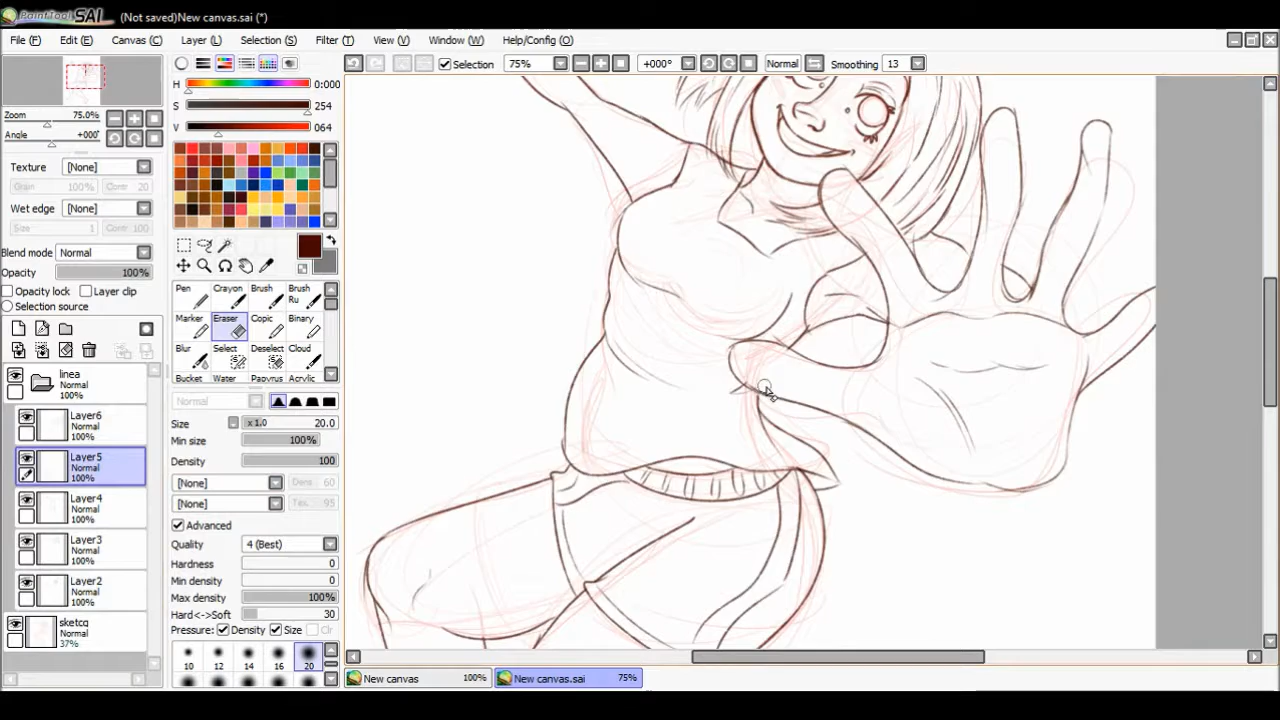 PaintTool SAI (Not saved)New canvas.sai (*)
File (F) Edit (E) Canvas (C) Layer (L) Selection (S) Filter (T) View (V) Window (W) Help/Config (O)
Selection 75% +000° Normal Smoothing 13
Zoom 75.0%
Angle +000°
Texture [None]
Grain 100% Contr 20
Wet edge [None]
Size 1 Contr 100
Blend mode Normal
Opacity 100%
Opacity lock Layer clip
Selection source
linea
Normal
100%
Layer6
Normal
100%
Layer5
Normal
100%
Layer4
Normal
100%
Layer3
Normal
100%
Layer2
Normal
100%
sketcg
Normal
37%
H 0:000
S 254
V 064
Pen Crayon Brush Brush
Ru
Marker Eraser Copic Binary
Blur Select Deselect Cloud
Bucket Water Papyrus Acrylic
Normal
Size x1.0 20.0
Min size 100%
Density 100
[None] Dens 60
[None] Tex. 95
Advanced
Quality 4 (Best)
Hardness 0
Min density 0
Max density 100%
Hard<->Soft 30
Pressure: Density Size Clr
10 12 14 16 20
New canvas 100% New canvas.sai 75%